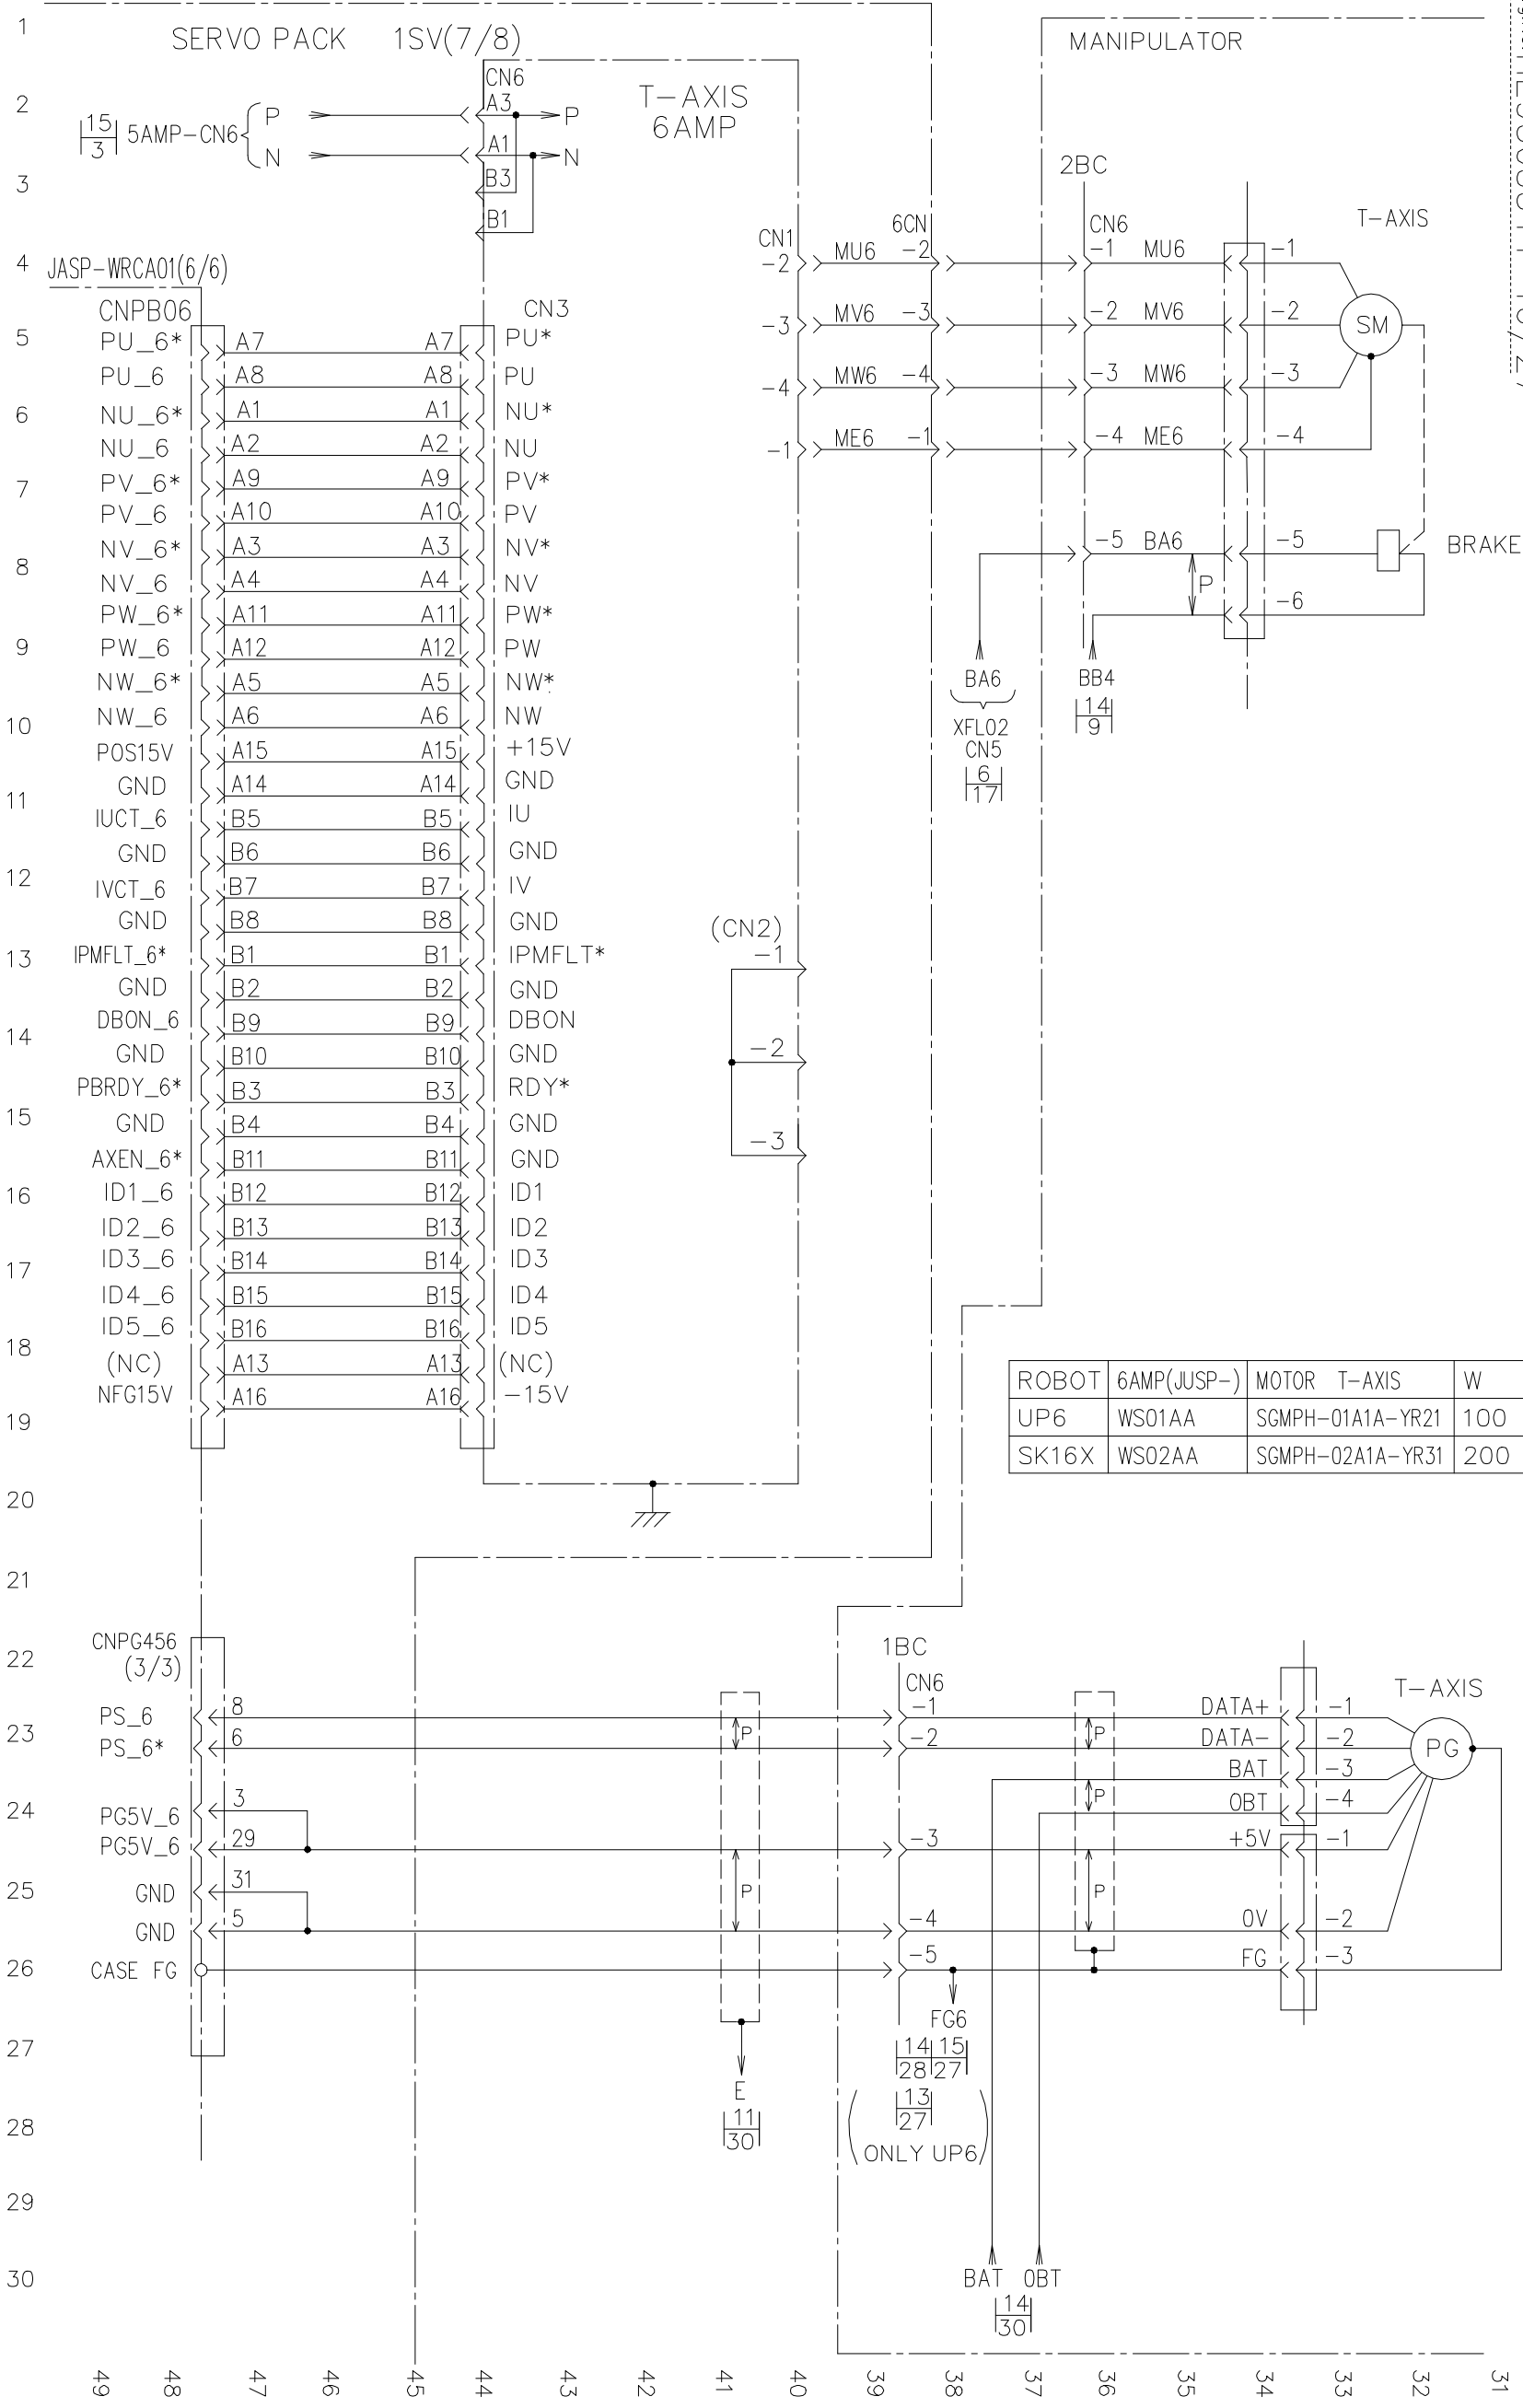 1
SERVO PACK 1SV(7/8)
MANIPULATOR
CN6
2
A3
P
P
T-AXIS
6AMP
15
3
5AMP-CN6
N
A1
N
3
B3
B1
2BC
T-AXIS
CN1
6CN
CN6
4
JASP-WRCA01(6/6)
-2 MU6 -2 -1 MU6 -1
-3 MV6 -3 -2 MV6 -2
SM
-4 MW6 -4 -3 MW6 -3
-1 ME6 -1 -4 ME6 -4
-5 BA6 -5
BRAKE
P
-6
BA6
BB4
14
9
XFL02
CN5
6
17
CNPB06
CN3
5
PU_6* A7 A7 PU*
PU_6 A8 A8 PU
6
NU_6* A1 A1 NU*
NU_6 A2 A2 NU
7
PV_6* A9 A9 PV*
PV_6 A10 A10 PV
8
NV_6* A3 A3 NV*
NV_6 A4 A4 NV
PW_6* A11 A11 PW*
9
PW_6 A12 A12 PW
NW_6* A5 A5 NW*
10
NW_6 A6 A6 NW
POS15V A15 A15 +15V
11
GND A14 A14 GND
IUCT_6 B5 B5 IU
GND B6 B6 GND
12
IVCT_6 B7 B7 IV
GND B8 B8 GND
13
IPMFLT_6* B1 B1 IPMFLT*
GND B2 B2 GND
14
DBON_6 B9 B9 DBON
GND B10 B10 GND
PBRDY_6* B3 B3 RDY*
15
GND B4 B4 GND
AXEN_6* B11 B11 GND
16
ID1_6 B12 B12 ID1
ID2_6 B13 B13 ID2
17
ID3_6 B14 B14 ID3
ID4_6 B15 B15 ID4
18
ID5_6 B16 B16 ID5
(NC) A13 A13 (NC)
NFG15V A16 A16 -15V
19
(CN2)
-1
-2
-3
ROBOT 6AMP(JUSP-) MOTOR T-AXIS W
UP6 WS01AA SGMPH-01A1A-YR21 100
SK16X WS02AA SGMPH-02A1A-YR31 200
20
21
22
CNPG456
(3/3)
1BC
CN6
T-AXIS
23
PS_6 8 -1 DATA+ -1
P
P
PS_6* 6 -2 DATA- -2
PG
BAT -3
P
24
PG5V_6 3
0BT -4
PG5V_6 29 -3 +5V -1
25
GND 31
P
P
GND 5 -4 0V -2
26
CASE FG -5 FG -3
FG6
27
14 15
28 27
E
11
30
13
27
28
(ONLY UP6)
29
30
BAT 0BT
14
30
49 48 47 46 45 44 43 42 41 40 39 38 37 36 35 34 33 32 31